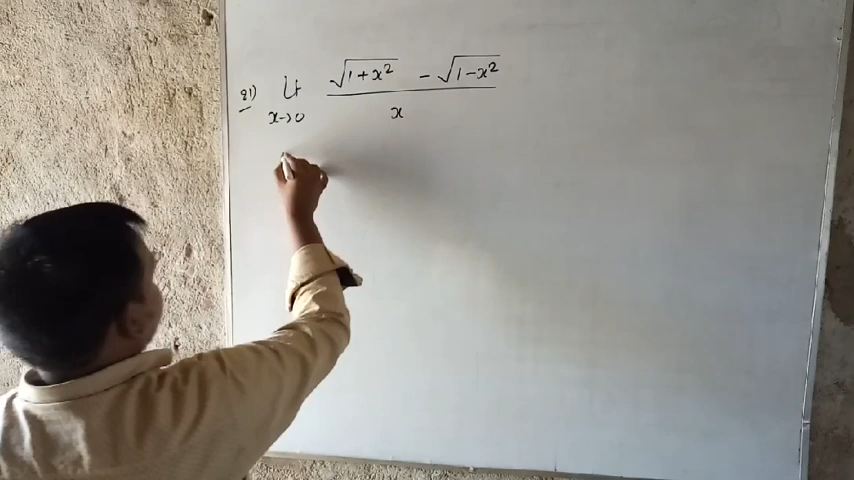 Q1) Lt x→0 (√(1+x²) - √(1-x²)) / x